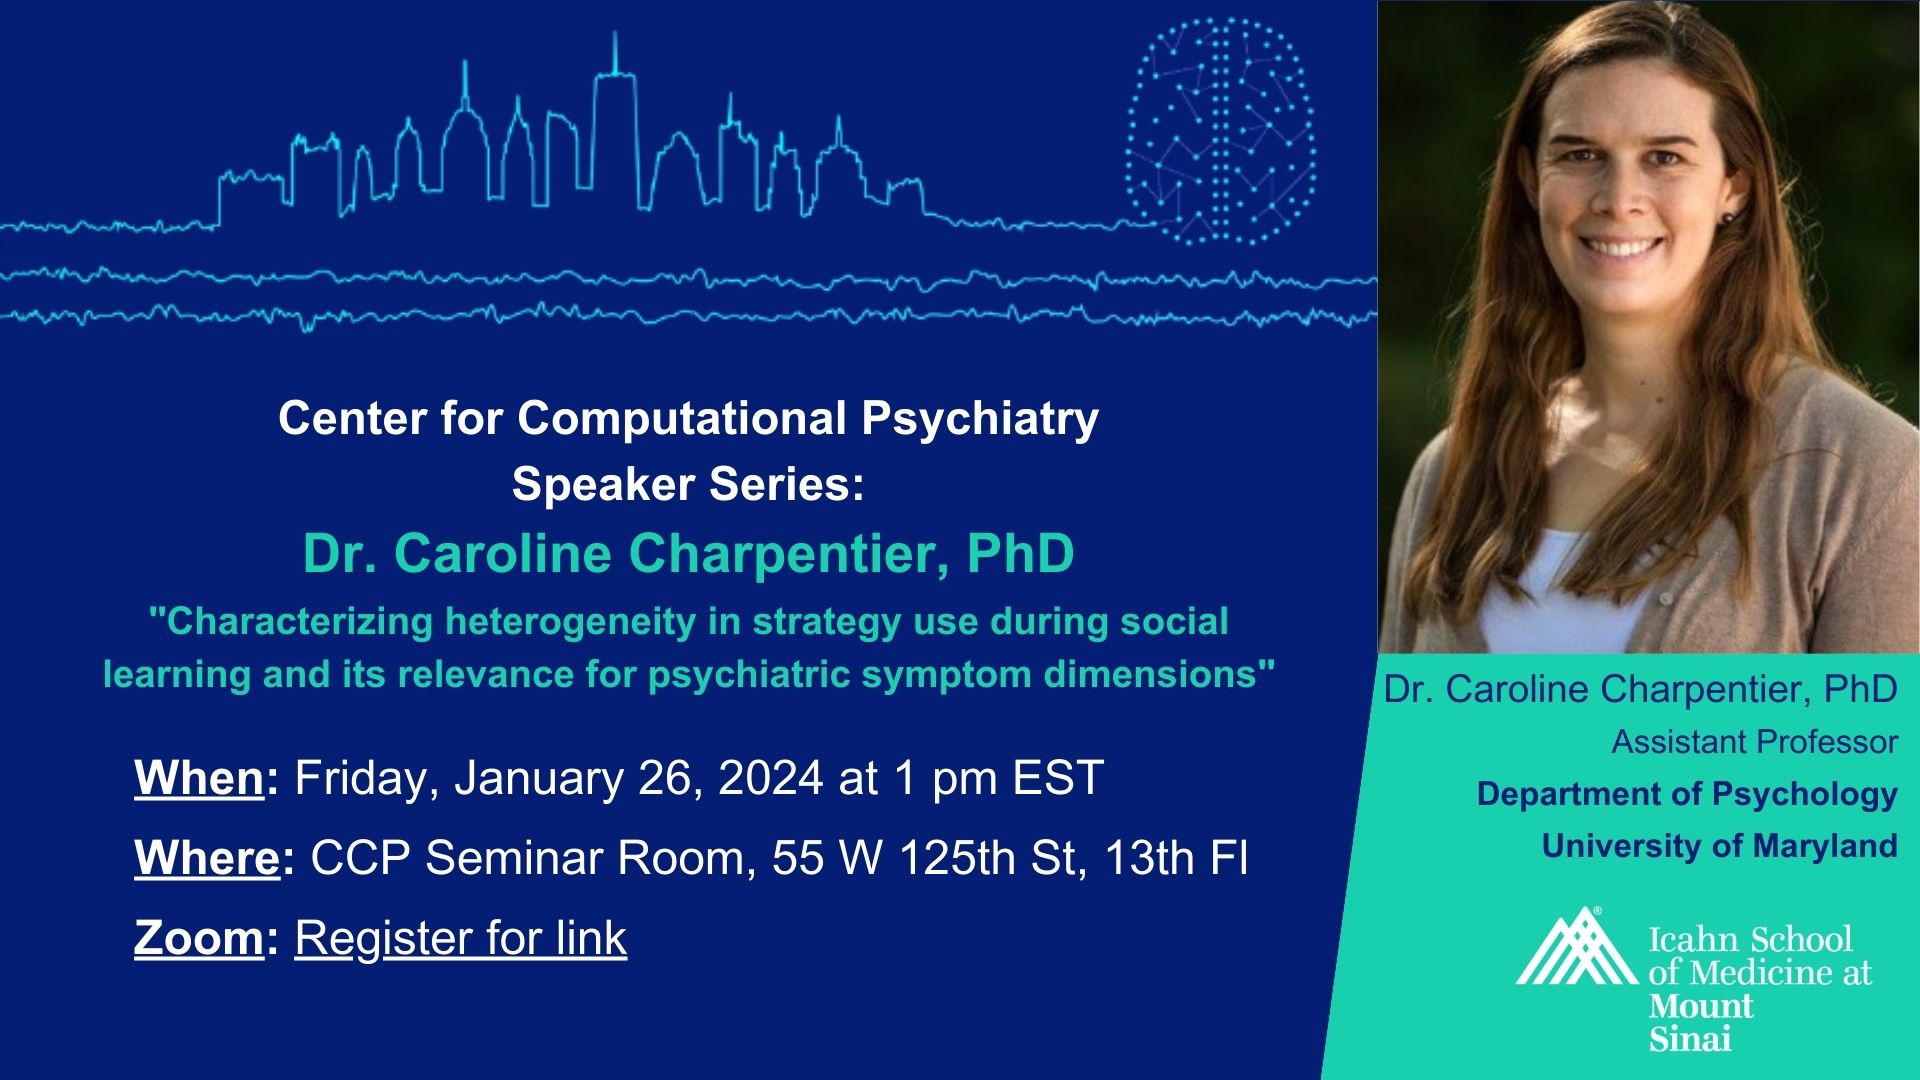 Center for Computational Psychiatry
Speaker Series:
Dr. Caroline Charpentier, PhD
"Characterizing heterogeneity in strategy use during social
learning and its relevance for psychiatric symptom dimensions"
When: Friday, January 26, 2024 at 1 pm EST
Where: CCP Seminar Room, 55 W 125th St, 13th Fl
Zoom: Register for link
Dr. Caroline Charpentier, PhD
Assistant Professor
Department of Psychology
University of Maryland
®
Icahn School
of Medicine at
Mount
Sinai